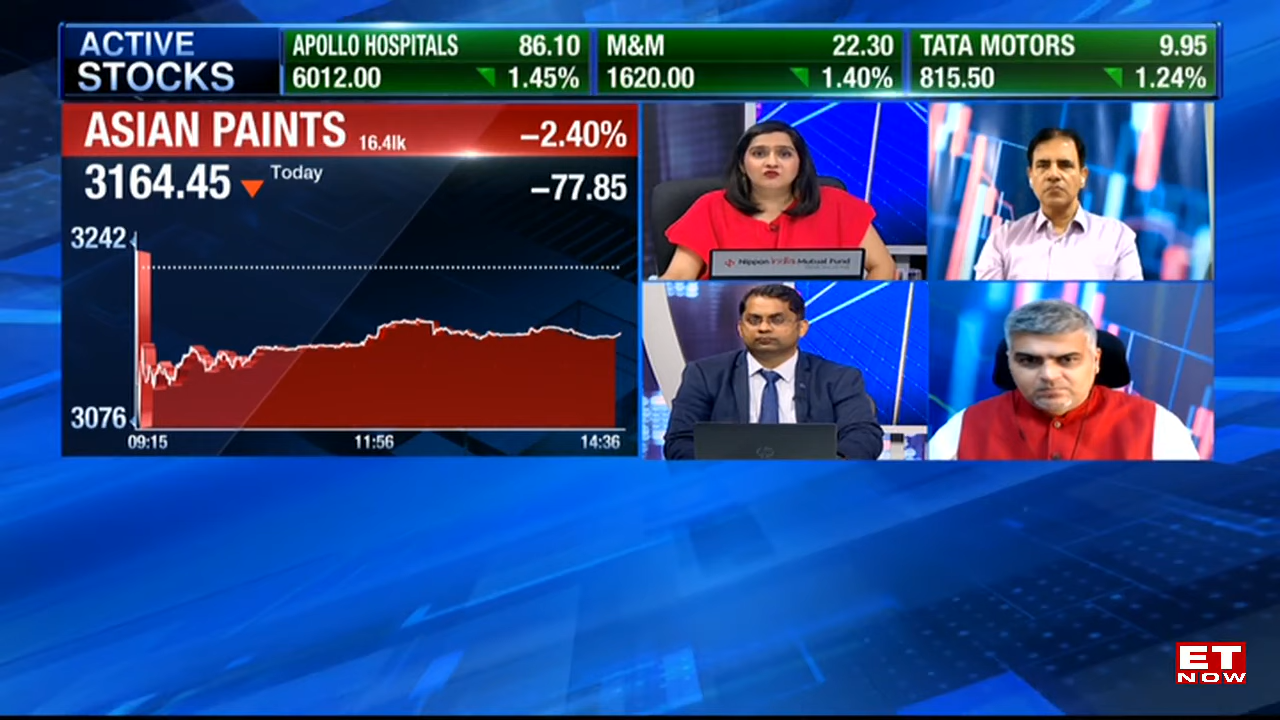 ACTIVE
STOCKS
APOLLO HOSPITALS 86.10
6012.00 1.45%
M&M 22.30
1620.00 1.40%
TATA MOTORS 9.95
815.50 1.24%
ASIAN PAINTS 16.4lk −2.40%
3164.45 Today −77.85
3242
3076
09:15 11:56 14:36
Nippon india Mutual Fund
hp
ET
NOW